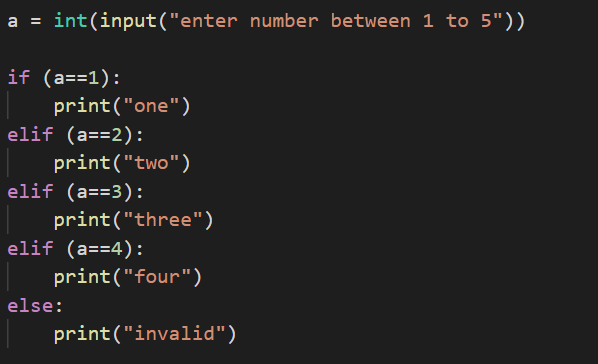 a = int(input("enter number between 1 to 5"))
if (a==1):
    print("one")
elif (a==2):
    print("two")
elif (a==3):
    print("three")
elif (a==4):
    print("four")
else:
    print("invalid")